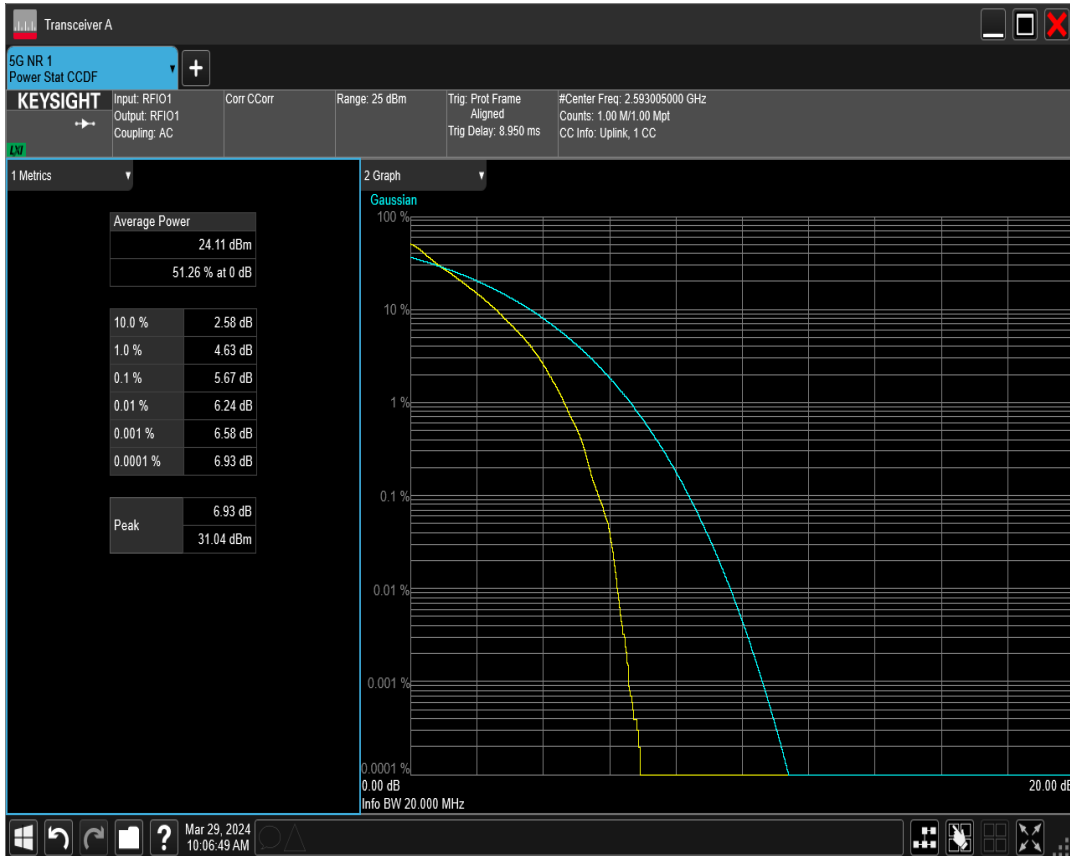 Transceiver A
5G NR 1
Power Stat CCDF
KEYSIGHT
LXI
Input: RFIO1
Output: RFIO1
Coupling: AC
Corr CCorr
Range: 25 dBm
Trig: Prot Frame
Aligned
Trig Delay: 8.950 ms
#Center Freq: 2.593005000 GHz
Counts: 1.00 M/1.00 Mpt
CC Info: Uplink, 1 CC
1 Metrics
Average Power
24.11 dBm
51.26 % at 0 dB
10.0 % 2.58 dB
1.0 % 4.63 dB
0.1 % 5.67 dB
0.01 % 6.24 dB
0.001 % 6.58 dB
0.0001 % 6.93 dB
Peak 6.93 dB
31.04 dBm
2 Graph
Gaussian
100 %
10 %
1 %
0.1 %
0.01 %
0.001 %
0.0001 %
0.00 dB 20.00 dB
Info BW 20.000 MHz
? Mar 29, 2024
10:06:49 AM